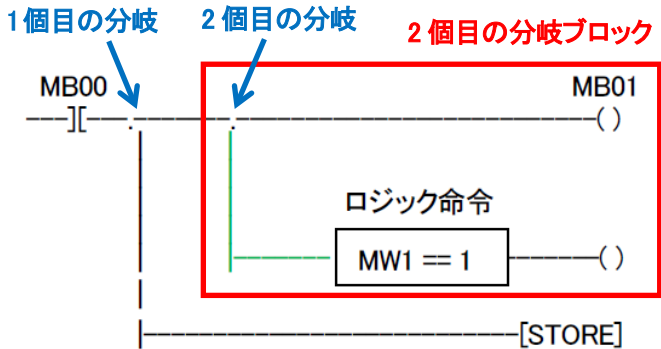 1個目の分岐
2個目の分岐
2個目の分岐ブロック
MB00
MB01
---][---.------.--------------------------( )
ロジック命令
MW1 == 1
( )
[STORE]